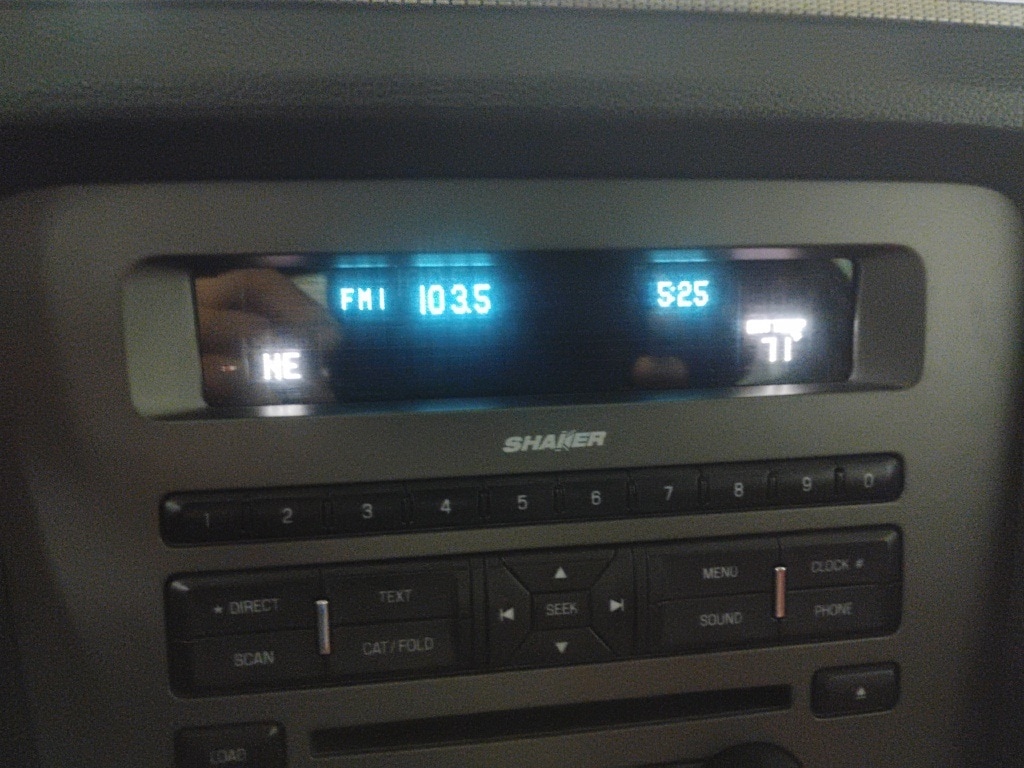 FM1 103.5 5:25
NE 71
SHAKER
1 2 3 4 5 6 7 8 9 0
★ DIRECT TEXT MENU CLOCK #
SEEK
SCAN CAT/FOLD SOUND PHONE
LOAD